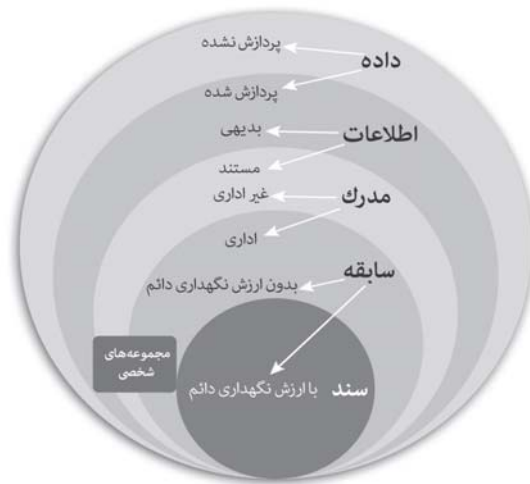 پردازش نشده
داده
پردازش شده
بدیهی
اطلاعات
مستند
غیر اداری
مدرك
اداری
سابقه
بدون ارزش نگهداری دائم
مجموعه‌های
شخصی
سند
با ارزش نگهداری دائم